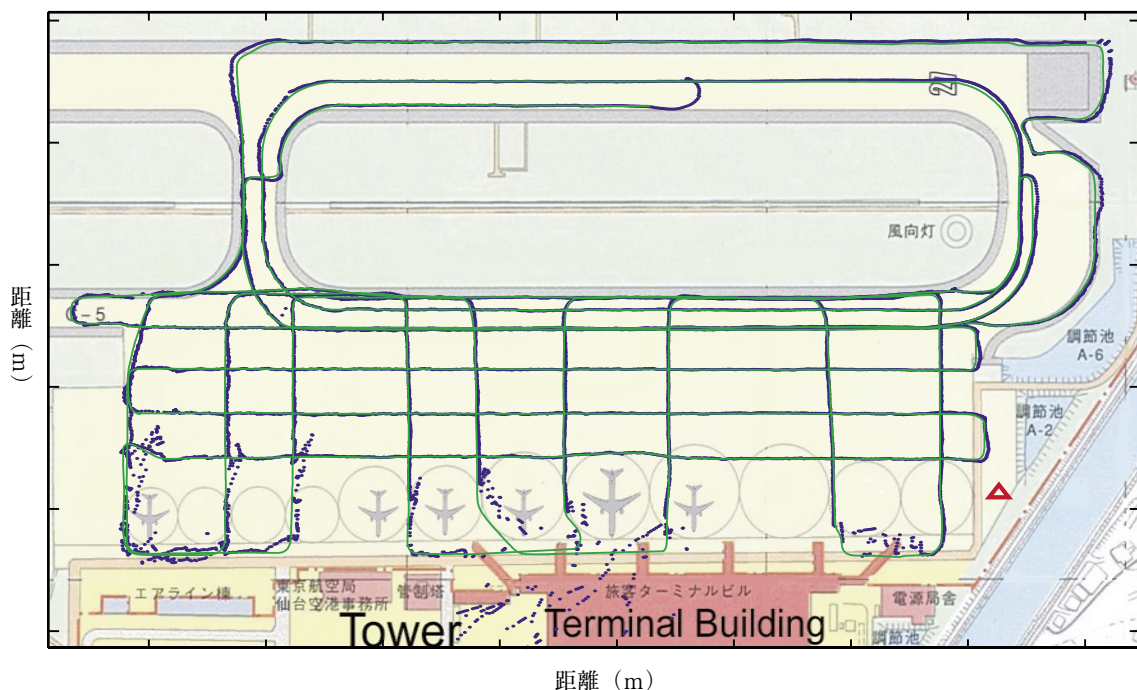 27
風向灯
C-5
調節池
A-6
調節池
A-2
エアライン棟
東京航空局
仙台空港事務所
管制塔
旅客ターミナルビル
電源局舎
調節池
Tower
Terminal Building
距離（m）
距離（m）